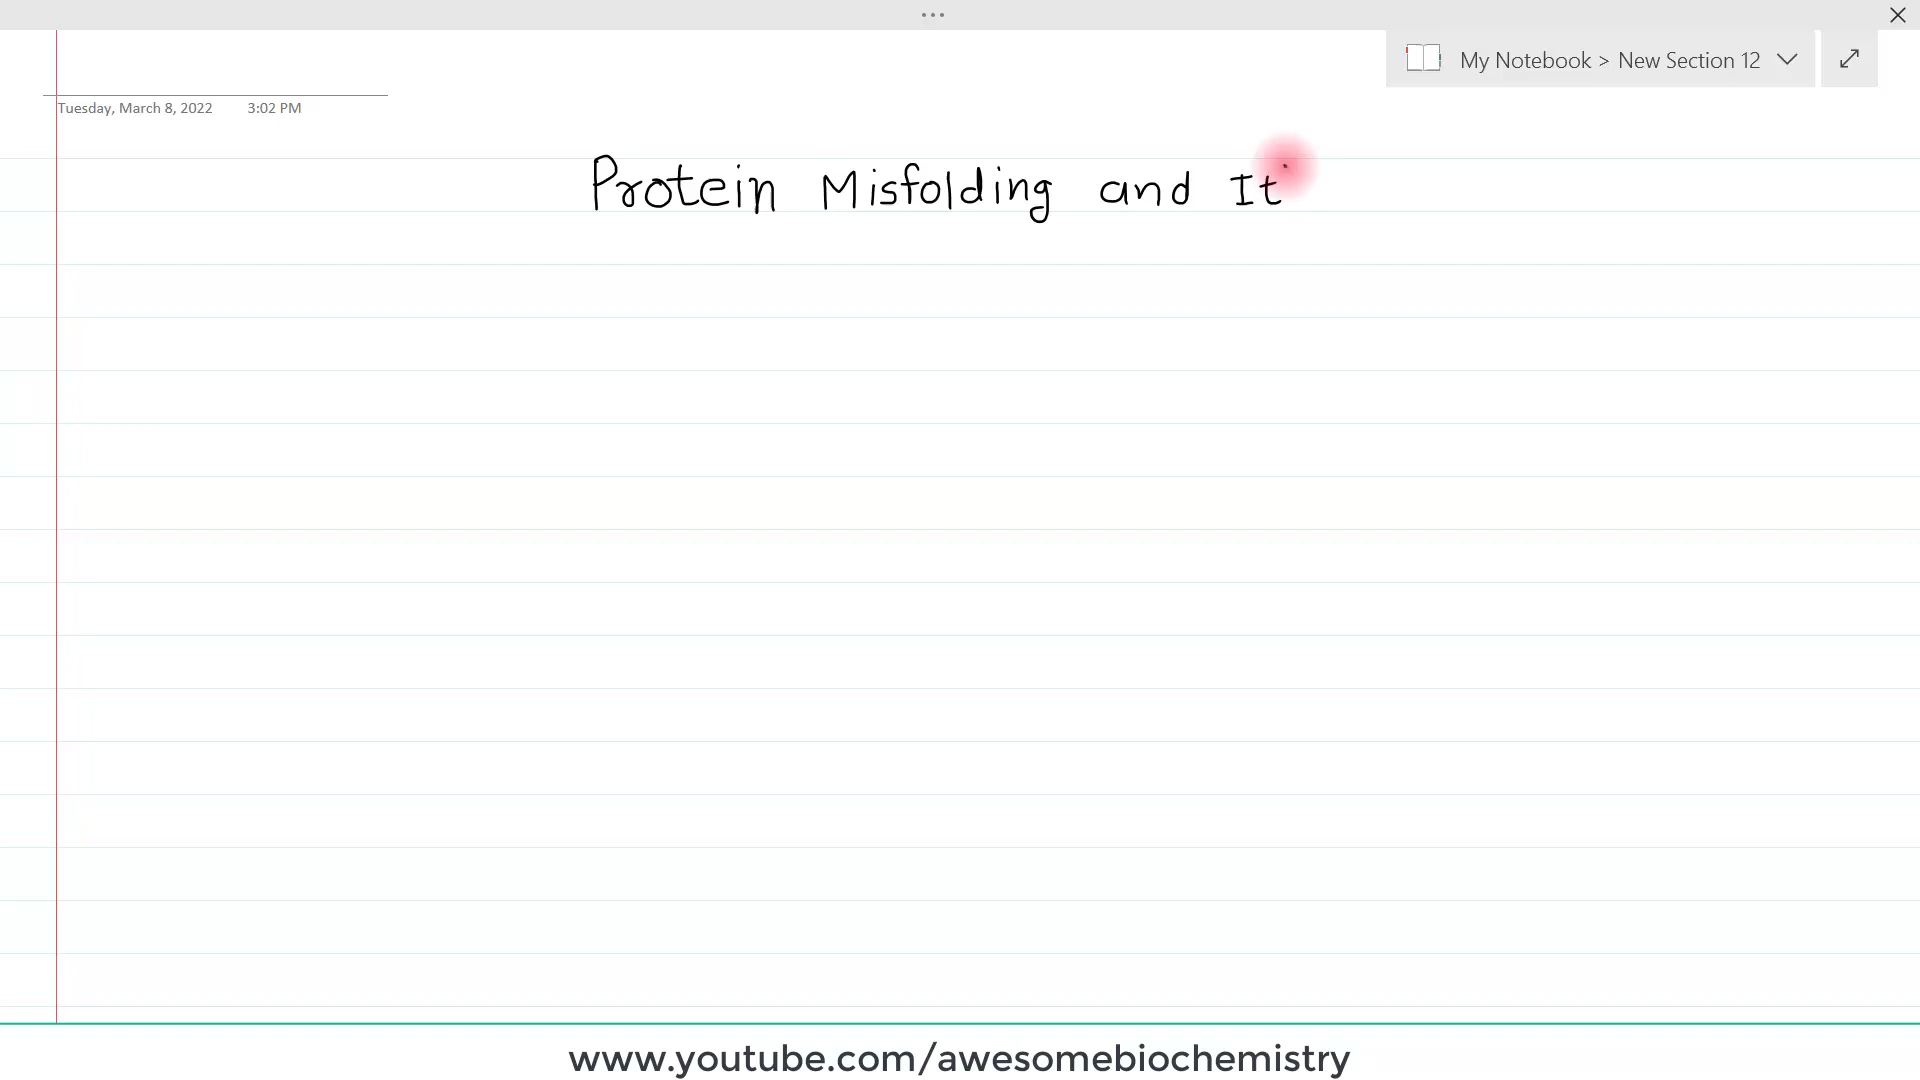 My Notebook > New Section 12
Tuesday, March 8, 2022 3:02 PM
Protein Misfolding and It'
www.youtube.com/awesomebiochemistry